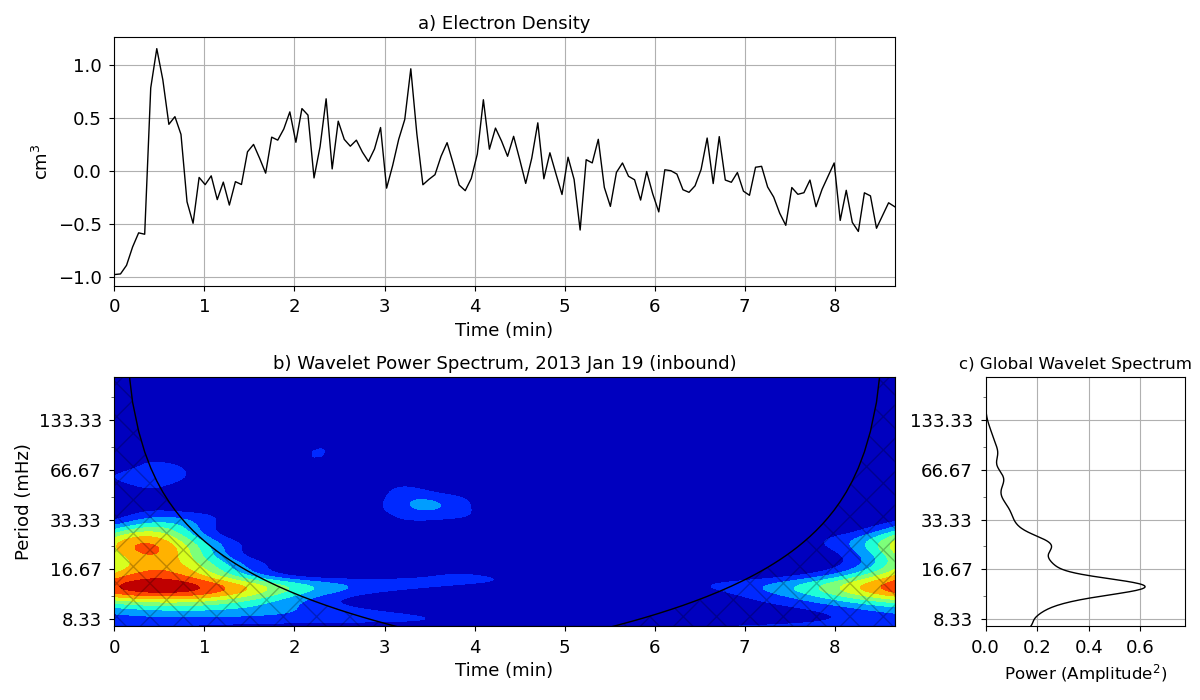 a) Electron Density
cm³
1.0
0.5
0.0
−0.5
−1.0
0 1 2 3 4 5 6 7 8
Time (min)
b) Wavelet Power Spectrum, 2013 Jan 19 (inbound)
Period (mHz)
133.33
66.67
33.33
16.67
8.33
0 1 2 3 4 5 6 7 8
Time (min)
c) Global Wavelet Spectrum
133.33
66.67
33.33
16.67
8.33
0.0 0.2 0.4 0.6
Power (Amplitude²)